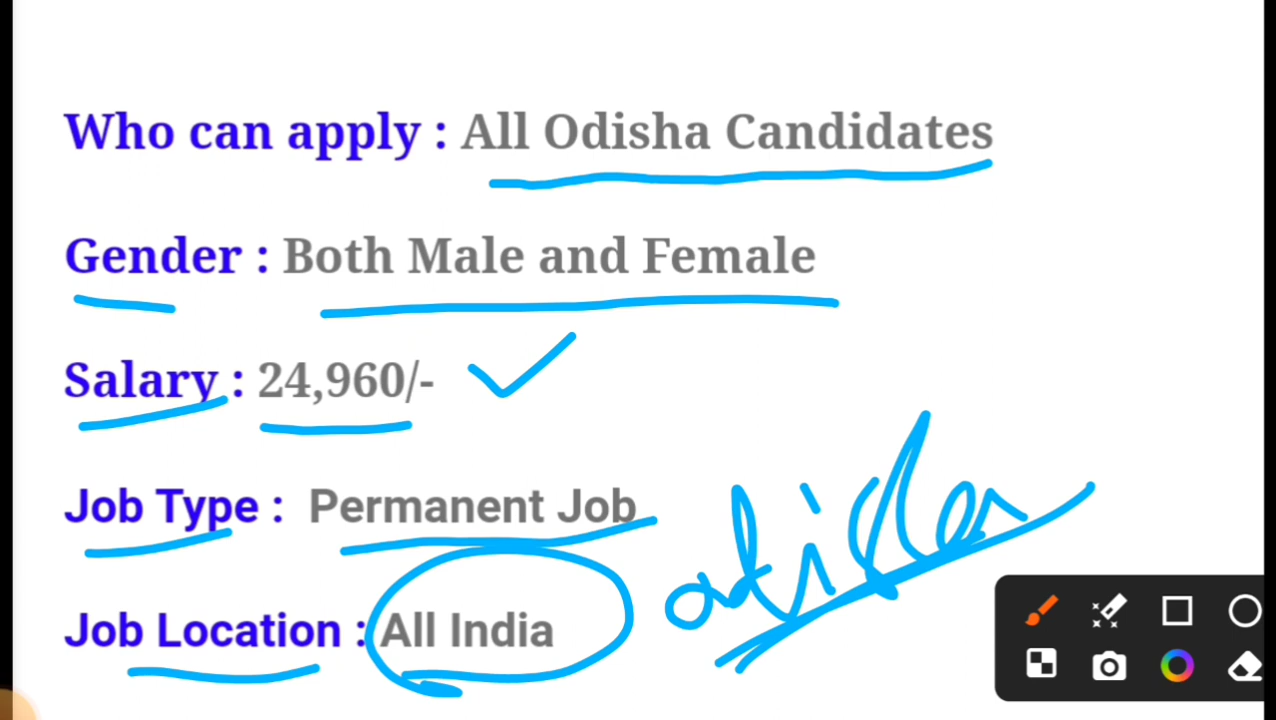 Who can apply : All Odisha Candidates
Gender : Both Male and Female
Salary : 24,960/-
Job Type : Permanent Job
Job Location : All India